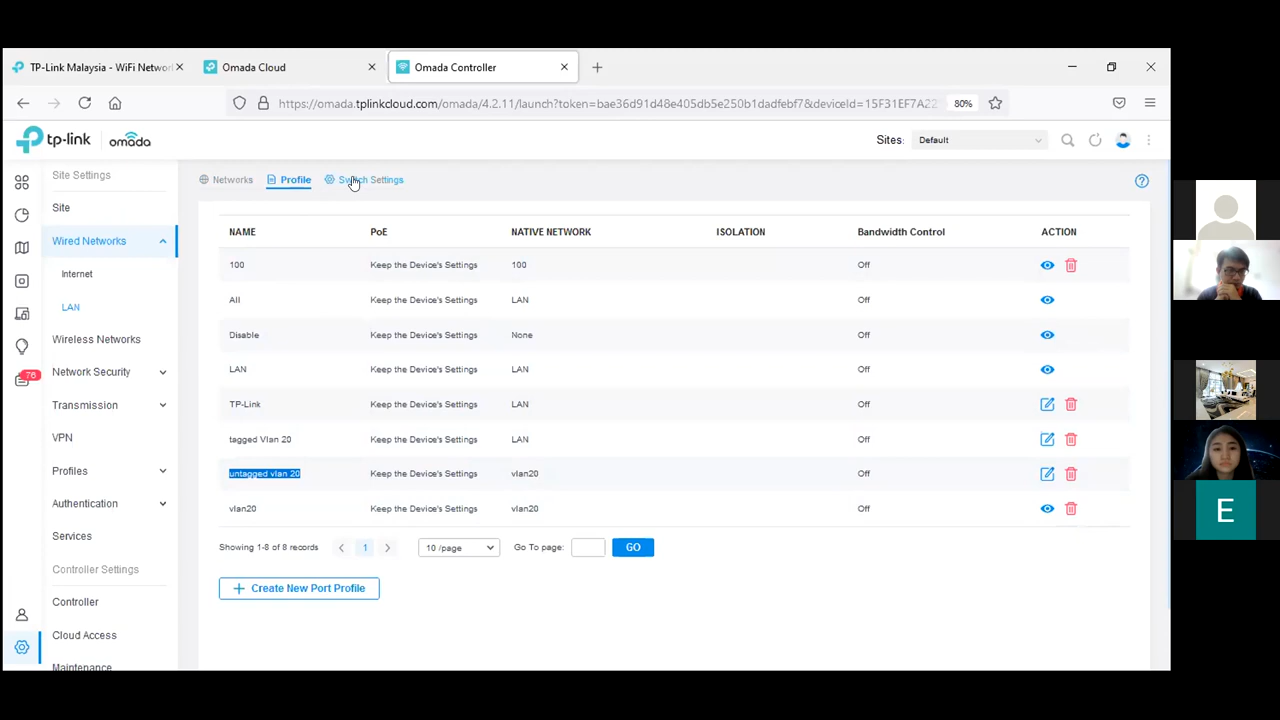 TP-Link Malaysia - WiFi Network
Omada Cloud
Omada Controller
https://omada.tplinkcloud.com/omada/4.2.11/launch?token=bae36d91d48e405db5e250b1dadfebf7&deviceId=15F31EF7A22
80%
tp-link omada
Sites: Default
Site Settings
Site
Wired Networks
Internet
LAN
Wireless Networks
Network Security
Transmission
VPN
Profiles
Authentication
Services
Controller Settings
Controller
Cloud Access
Maintenance
76
Networks Profile Switch Settings
NAME PoE NATIVE NETWORK ISOLATION Bandwidth Control ACTION
100 Keep the Device's Settings 100 Off
All Keep the Device's Settings LAN Off
Disable Keep the Device's Settings None Off
LAN Keep the Device's Settings LAN Off
TP-Link Keep the Device's Settings LAN Off
tagged Vlan 20 Keep the Device's Settings LAN Off
untagged vlan 20 Keep the Device's Settings vlan20 Off
vlan20 Keep the Device's Settings vlan20 Off
Showing 1-8 of 8 records 1 10 /page Go To page: GO
Create New Port Profile
E